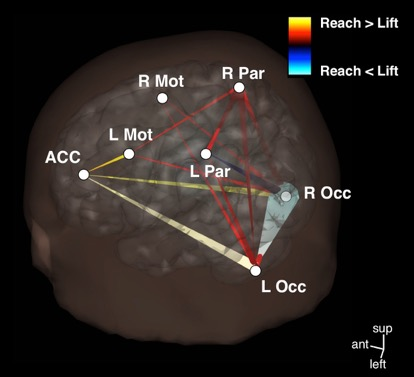 Reach > Lift
Reach < Lift
R Mot
R Par
L Mot
ACC
L Par
R Occ
L Occ
sup
ant
left